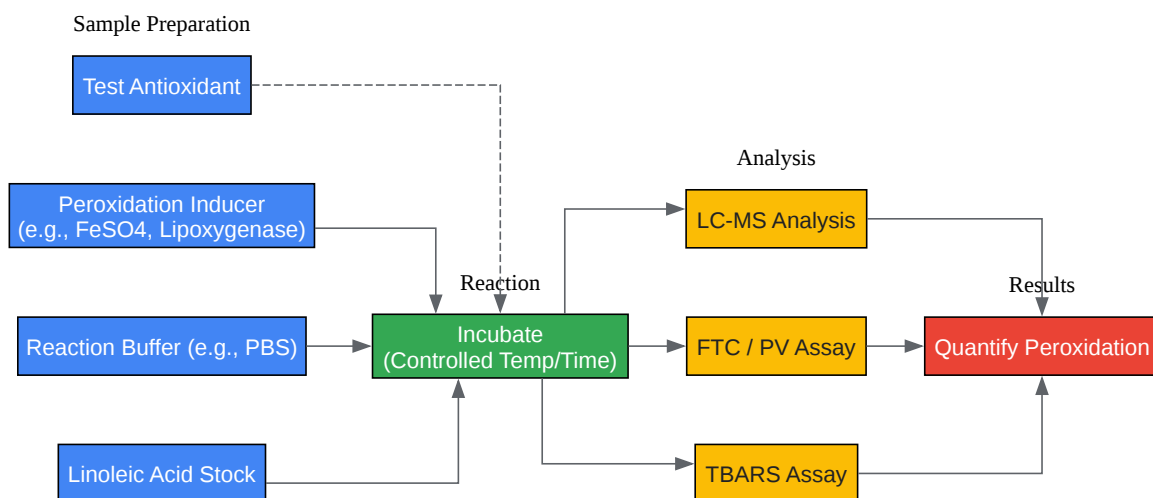 Sample Preparation
Test Antioxidant
Peroxidation Inducer
(e.g., FeSO4, Lipoxygenase)
Reaction Buffer (e.g., PBS)
Linoleic Acid Stock
Reaction
Incubate
(Controlled Temp/Time)
Analysis
LC-MS Analysis
FTC / PV Assay
TBARS Assay
Results
Quantify Peroxidation